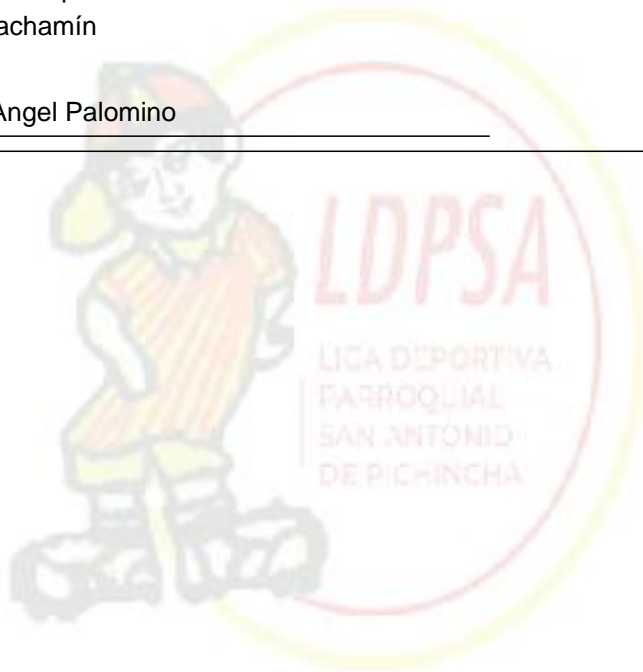 achamín
Angel Palomino
LDPSA
LIGA DEPORTIVA
PARROQUIAL
SAN ANTONIO
DE PICHINCHA